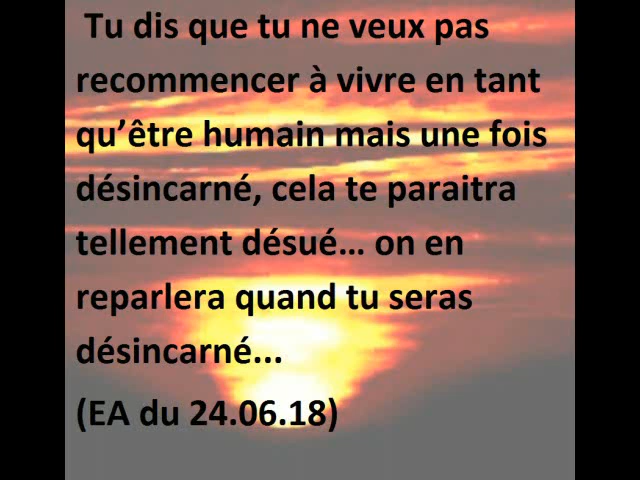 Tu dis que tu ne veux pas
recommencer à vivre en tant
qu’être humain mais une fois
désincarné, cela te paraitra
tellement désué… on en
reparlera quand tu seras
désincarné...
(EA du 24.06.18)